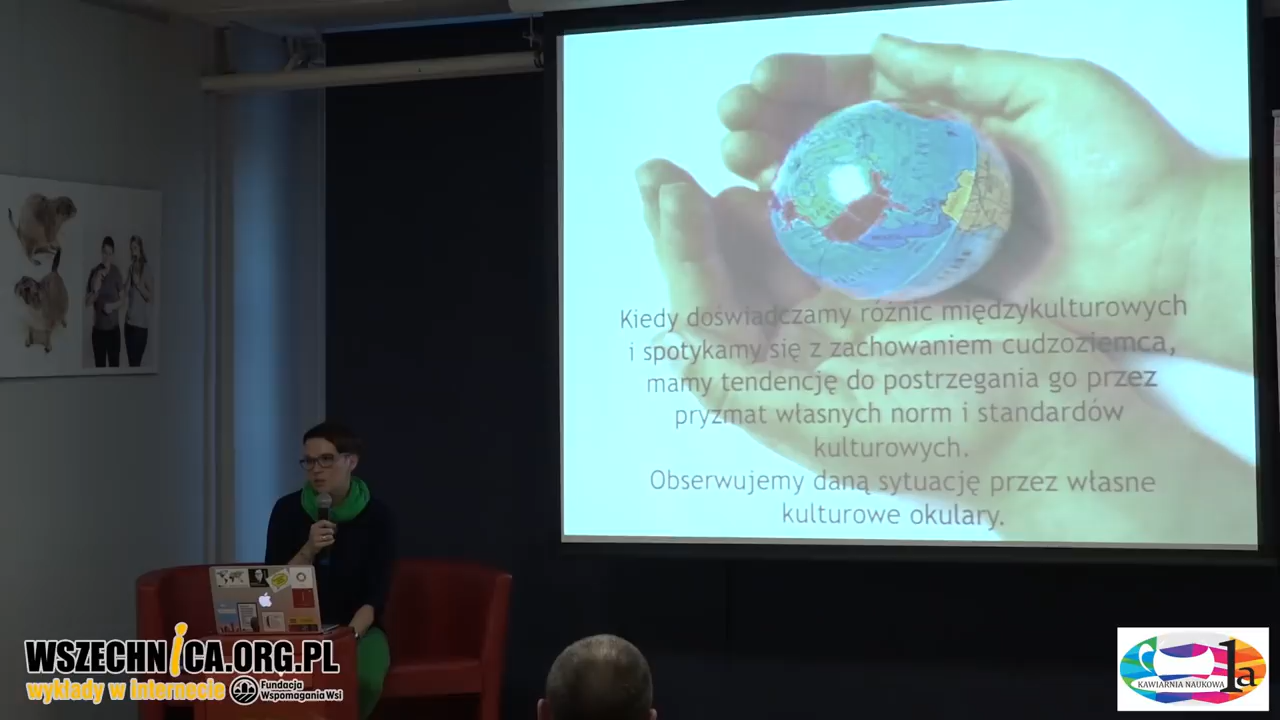 Kiedy doświadczamy różnic międzykulturowych
i spotykamy się z zachowaniem cudzoziemca,
mamy tendencję do postrzegania go przez
pryzmat własnych norm i standardów
kulturowych.
Obserwujemy daną sytuację przez własne
kulturowe okulary.
WSZECHNICA.ORG.PL
wykłady w internecie
Fundacja
Wspomagania Wsi
KAWIARNIA NAUKOWA
1a